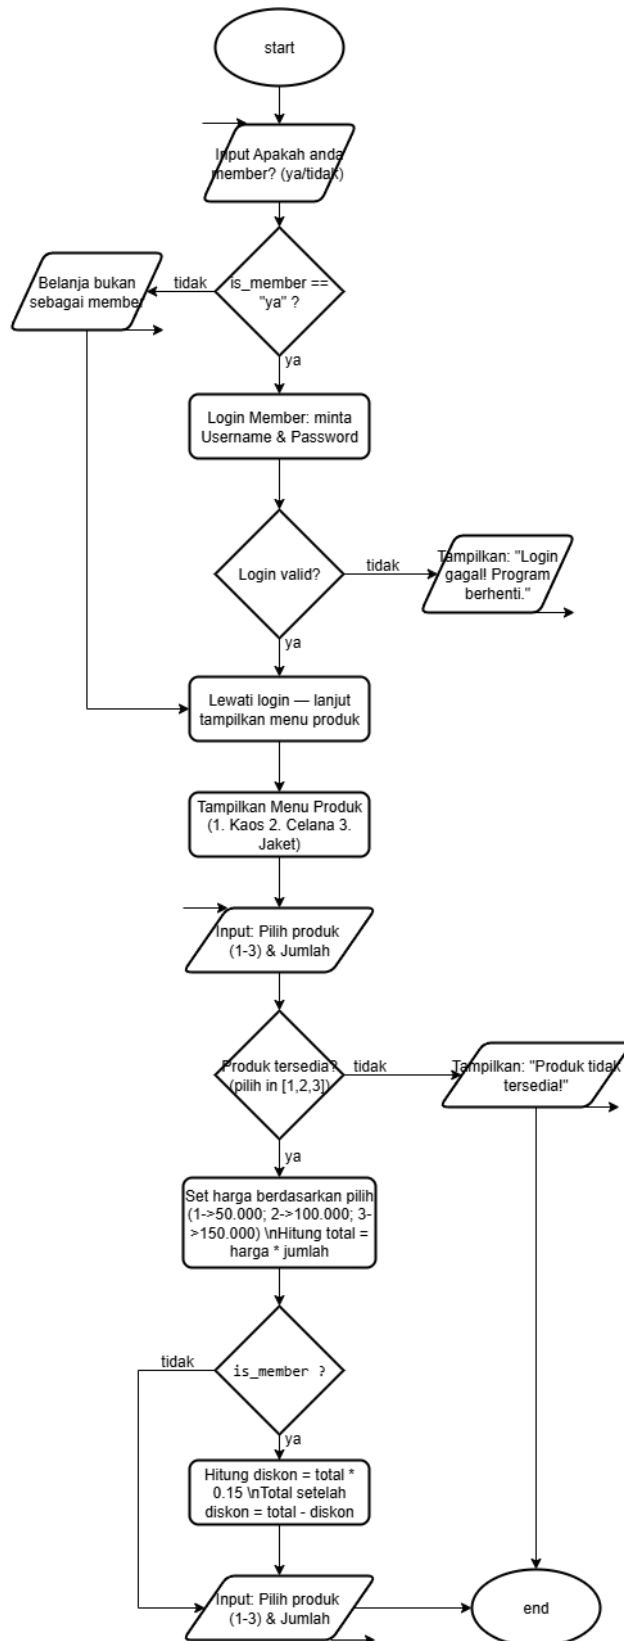 start
Input Apakah anda
member? (ya/tidak)
is_member ==
"ya" ?
tidak
Belanja bukan
sebagai member
ya
Login Member: minta
Username & Password
Login valid?
tidak
Tampilkan: "Login
gagal! Program
berhenti."
ya
Lewati login — lanjut
tampilkan menu produk
Tampilkan Menu Produk
(1. Kaos 2. Celana 3.
Jaket)
Input: Pilih produk
(1-3) & Jumlah
Produk tersedia?
(pilih in [1,2,3])
tidak
Tampilkan: "Produk tidak
tersedia!"
ya
Set harga berdasarkan pilih
(1->50.000; 2->100.000; 3-
>150.000) \nHitung total =
harga * jumlah
is_member ?
tidak
ya
Hitung diskon = total *
0.15 \nTotal setelah
diskon = total - diskon
Input: Pilih produk
(1-3) & Jumlah
end